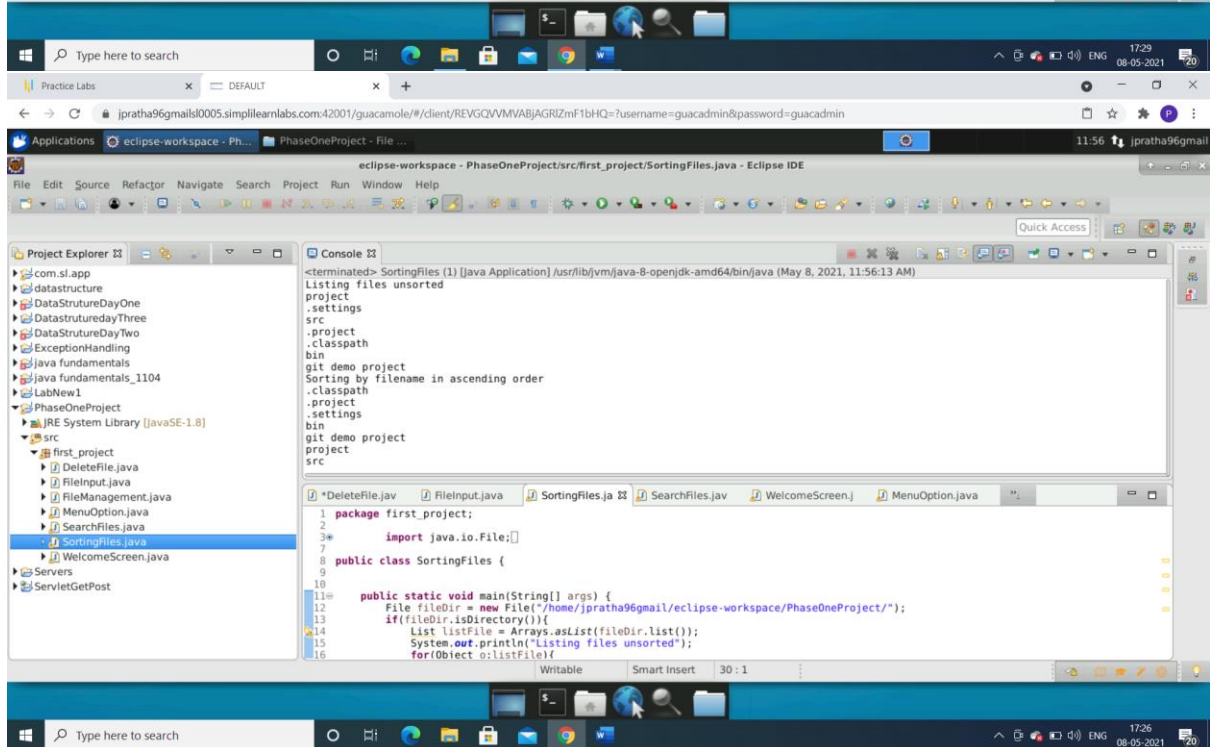 Type here to search
ENG
17:29
08-05-2021
20
Practice Labs
DEFAULT
jpratha96gmailsl0005.simplilearnlabs.com:42001/guacamole/#/client/REVGQVVMVABjAGRlZmF1bHQ=?username=guacadmin&password=guacadmin
P
Applications
eclipse-workspace - Ph...
PhaseOneProject - File ...
11:56
jpratha96gmail
eclipse-workspace - PhaseOneProject/src/first_project/SortingFiles.java - Eclipse IDE
File Edit Source Refactor Navigate Search Project Run Window Help
Quick Access
Project Explorer
com.sl.app
datastructure
DataStrutureDayOne
DatastruturedayThree
DataStrutureDayTwo
ExceptionHandling
java fundamentals
java fundamentals_1104
LabNew1
PhaseOneProject
JRE System Library [JavaSE-1.8]
src
first_project
DeleteFile.java
FileInput.java
FileManagement.java
MenuOption.java
SearchFiles.java
SortingFiles.java
WelcomeScreen.java
Servers
ServletGetPost
Console
<terminated> SortingFiles (1) [Java Application] /usr/lib/jvm/java-8-openjdk-amd64/bin/java (May 8, 2021, 11:56:13 AM)
Listing files unsorted
project
.settings
src
.project
.classpath
bin
git demo project
Sorting by filename in ascending order
.classpath
.project
.settings
bin
git demo project
project
src
*DeleteFile.jav
FileInput.java
SortingFiles.ja
SearchFiles.jav
WelcomeScreen.j
MenuOption.java
1 package first_project;
2
3 import java.io.File;
7
8 public class SortingFiles {
9
10
11 public static void main(String[] args) {
12 File fileDir = new File("/home/jpratha96gmail/eclipse-workspace/PhaseOneProject/");
13 if(fileDir.isDirectory()){
14 List listFile = Arrays.asList(fileDir.list());
15 System.out.println("Listing files unsorted");
16 for(Object o:listFile){
Writable
Smart Insert
30 : 1
Type here to search
ENG
17:26
08-05-2021
20